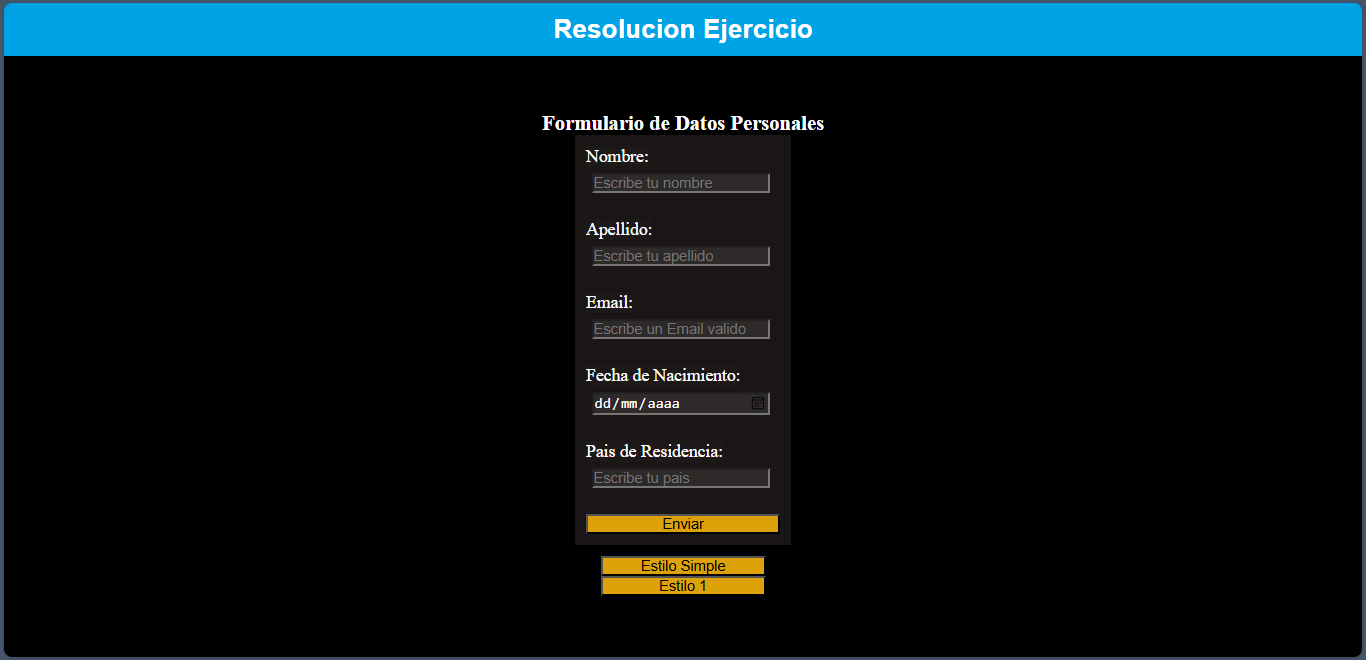 Resolucion Ejercicio
Formulario de Datos Personales
Nombre:
Escribe tu nombre
Apellido:
Escribe tu apellido
Email:
Escribe un Email valido
Fecha de Nacimiento:
dd/mm/aaaa
Pais de Residencia:
Escribe tu pais
Enviar
Estilo Simple
Estilo 1